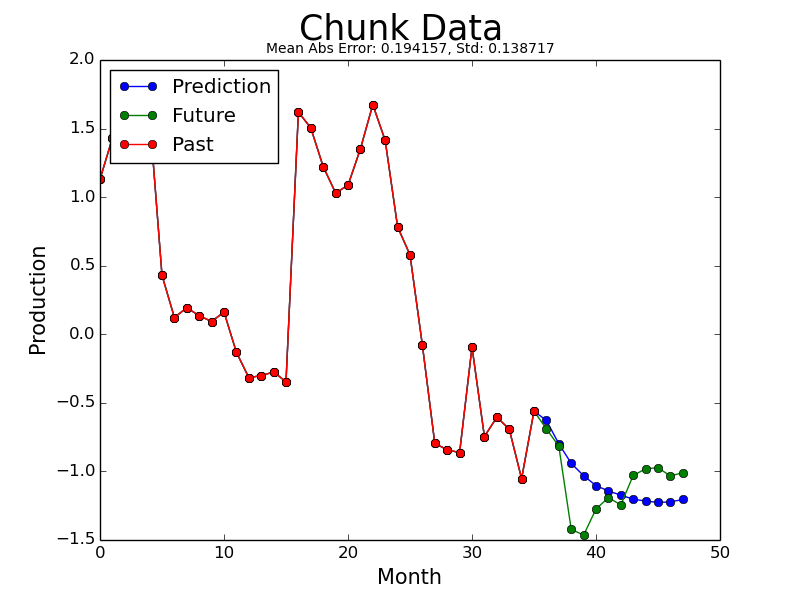 Chunk Data
Mean Abs Error: 0.194157, Std: 0.138717
Prediction
Future
Past
Production
2.0
1.5
1.0
0.5
0.0
−0.5
−1.0
−1.5
0 10 20 30 40 50
Month